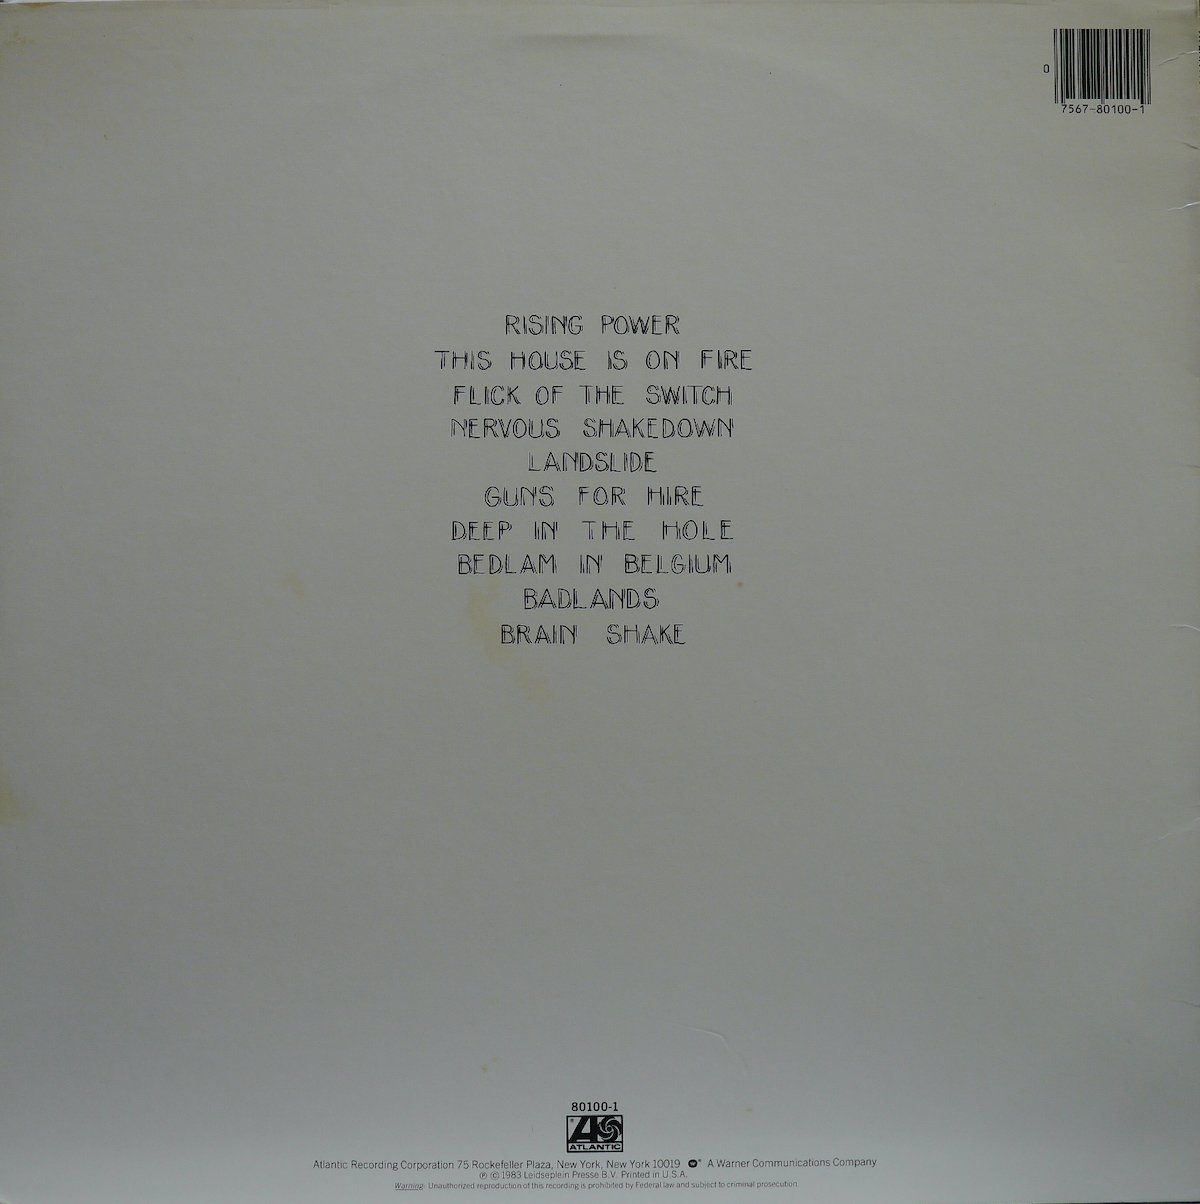 0
7567-80100-1
RISING POWER
THIS HOUSE IS ON FIRE
FLICK OF THE SWITCH
NERVOUS SHAKEDOWN
LANDSLIDE
GUNS FOR HIRE
DEEP IN THE HOLE
BEDLAM IN BELGIUM
BADLANDS
BRAIN SHAKE
80100-1
ATLANTIC
Atlantic Recording Corporation 75 Rockefeller Plaza, New York, New York 10019 A Warner Communications Company
℗ © 1983 Leidseplein Presse B.V. Printed in U.S.A.
Warning: Unauthorized reproduction of this recording is prohibited by Federal law and subject to criminal prosecution.